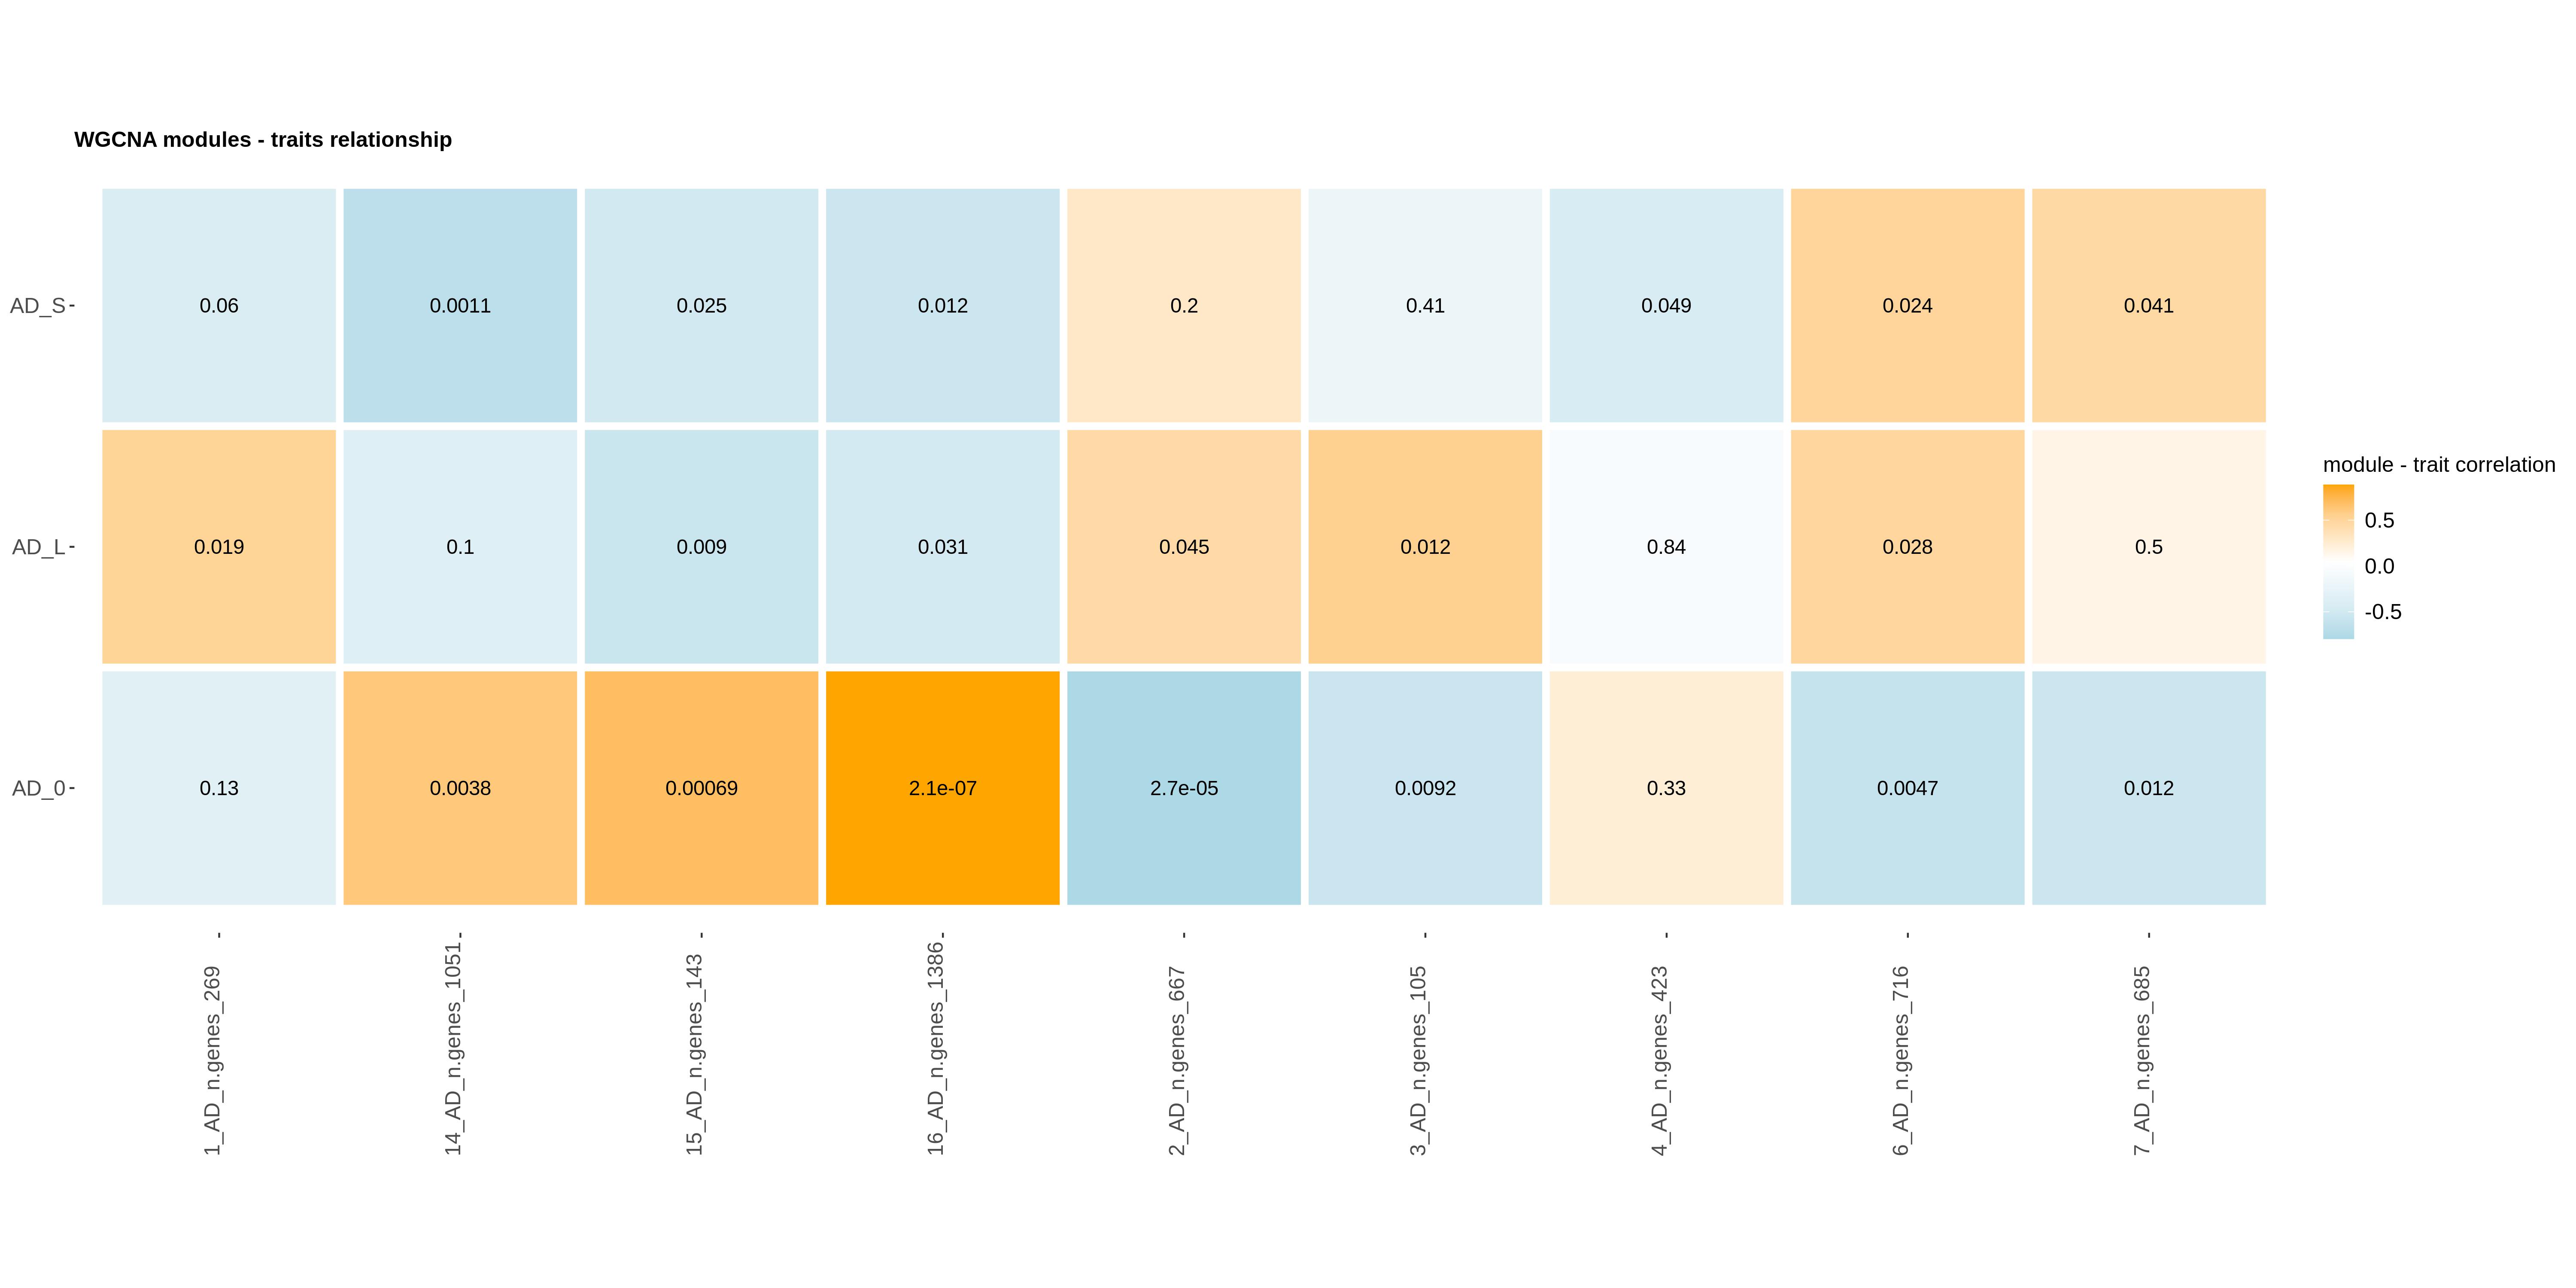 WGCNA modules - traits relationship
AD_S
0.06 0.0011 0.025 0.012 0.2 0.41 0.049 0.024 0.041
AD_L
0.019 0.1 0.009 0.031 0.045 0.012 0.84 0.028 0.5
AD_0
0.13 0.0038 0.00069 2.1e-07 2.7e-05 0.0092 0.33 0.0047 0.012
1_AD_n.genes_269
14_AD_n.genes_1051
15_AD_n.genes_143
16_AD_n.genes_1386
2_AD_n.genes_667
3_AD_n.genes_105
4_AD_n.genes_423
6_AD_n.genes_716
7_AD_n.genes_685
module - trait correlation
0.5
0.0
-0.5